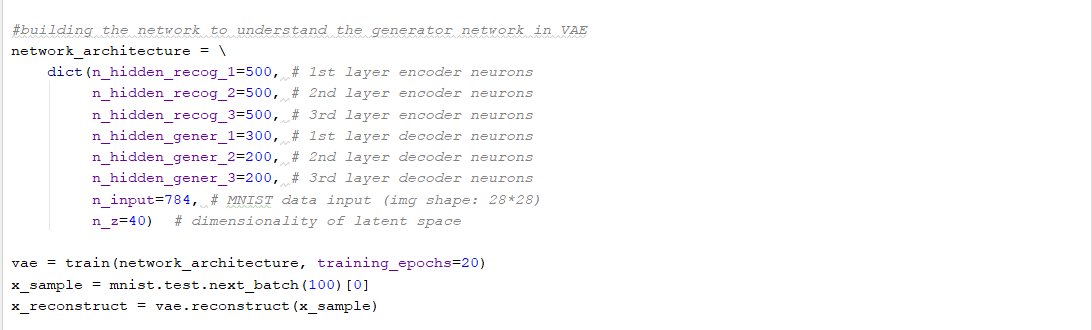 #building the network to understand the generator network in VAE
network_architecture = \
    dict(n_hidden_recog_1=500, # 1st layer encoder neurons
         n_hidden_recog_2=500, # 2nd layer encoder neurons
         n_hidden_recog_3=500, # 3rd layer encoder neurons
         n_hidden_gener_1=300, # 1st layer decoder neurons
         n_hidden_gener_2=200, # 2nd layer decoder neurons
         n_hidden_gener_3=200, # 3rd layer decoder neurons
         n_input=784, # MNIST data input (img shape: 28*28)
         n_z=40)  # dimensionality of latent space
vae = train(network_architecture, training_epochs=20)
x_sample = mnist.test.next_batch(100)[0]
x_reconstruct = vae.reconstruct(x_sample)